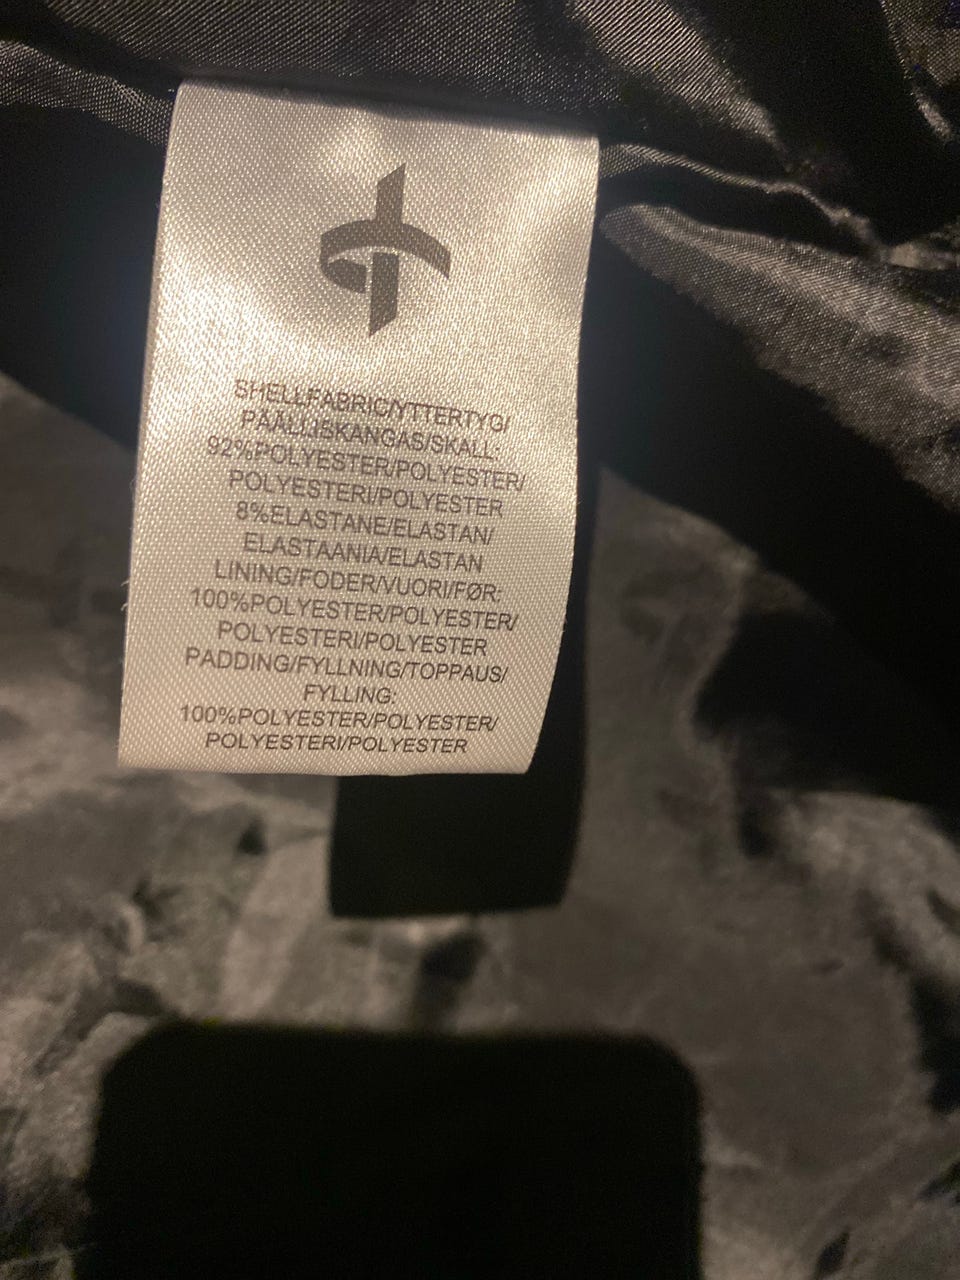 SHELLFABRIC/YTTERTYG/
PÄÄLLISKANGAS/SKALL:
92%POLYESTER/POLYESTER/
POLYESTERI/POLYESTER
8%ELASTANE/ELASTAN/
ELASTAANIA/ELASTAN
LINING/FODER/VUORI/FØR:
100%POLYESTER/POLYESTER/
POLYESTERI/POLYESTER
PADDING/FYLLNING/TOPPAUS/
FYLLING:
100%POLYESTER/POLYESTER/
POLYESTERI/POLYESTER